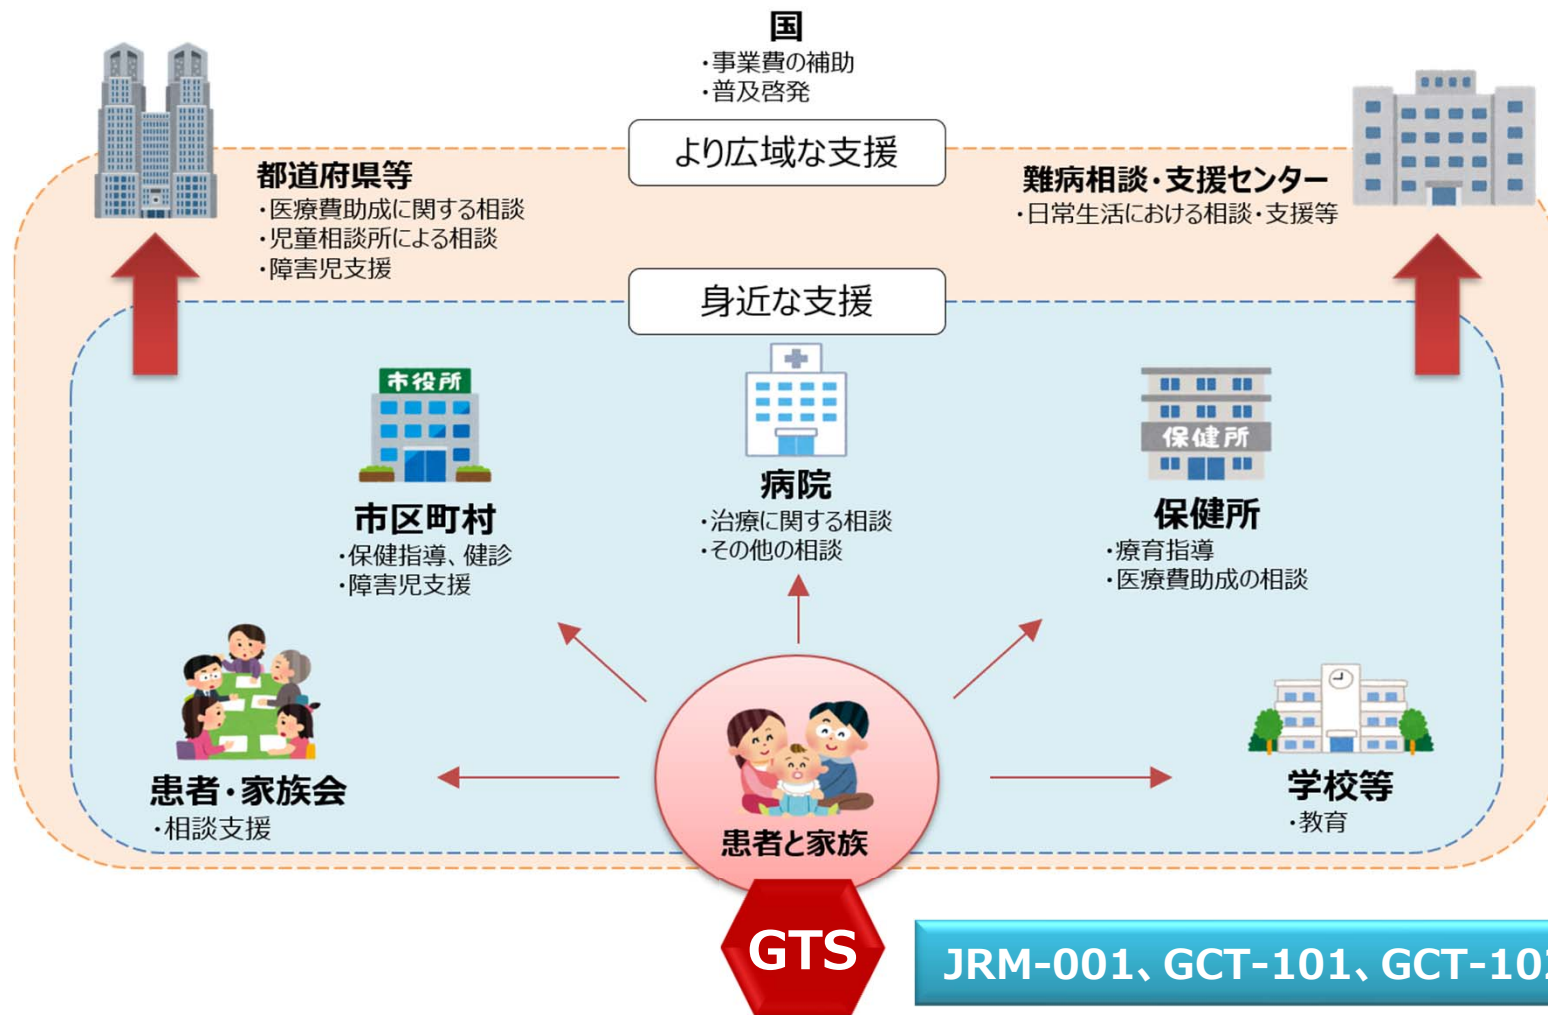 国
・事業費の補助
・普及啓発
より広域な支援
都道府県等
・医療費助成に関する相談
・児童相談所による相談
・障害児支援
難病相談・支援センター
・日常生活における相談・支援等
身近な支援
市役所
市区町村
・保健指導、健診
・障害児支援
病院
・治療に関する相談
・その他の相談
保健所
保健所
・療育指導
・医療費助成の相談
患者・家族会
・相談支援
患者と家族
学校等
・教育
GTS
JRM-001、GCT-101、